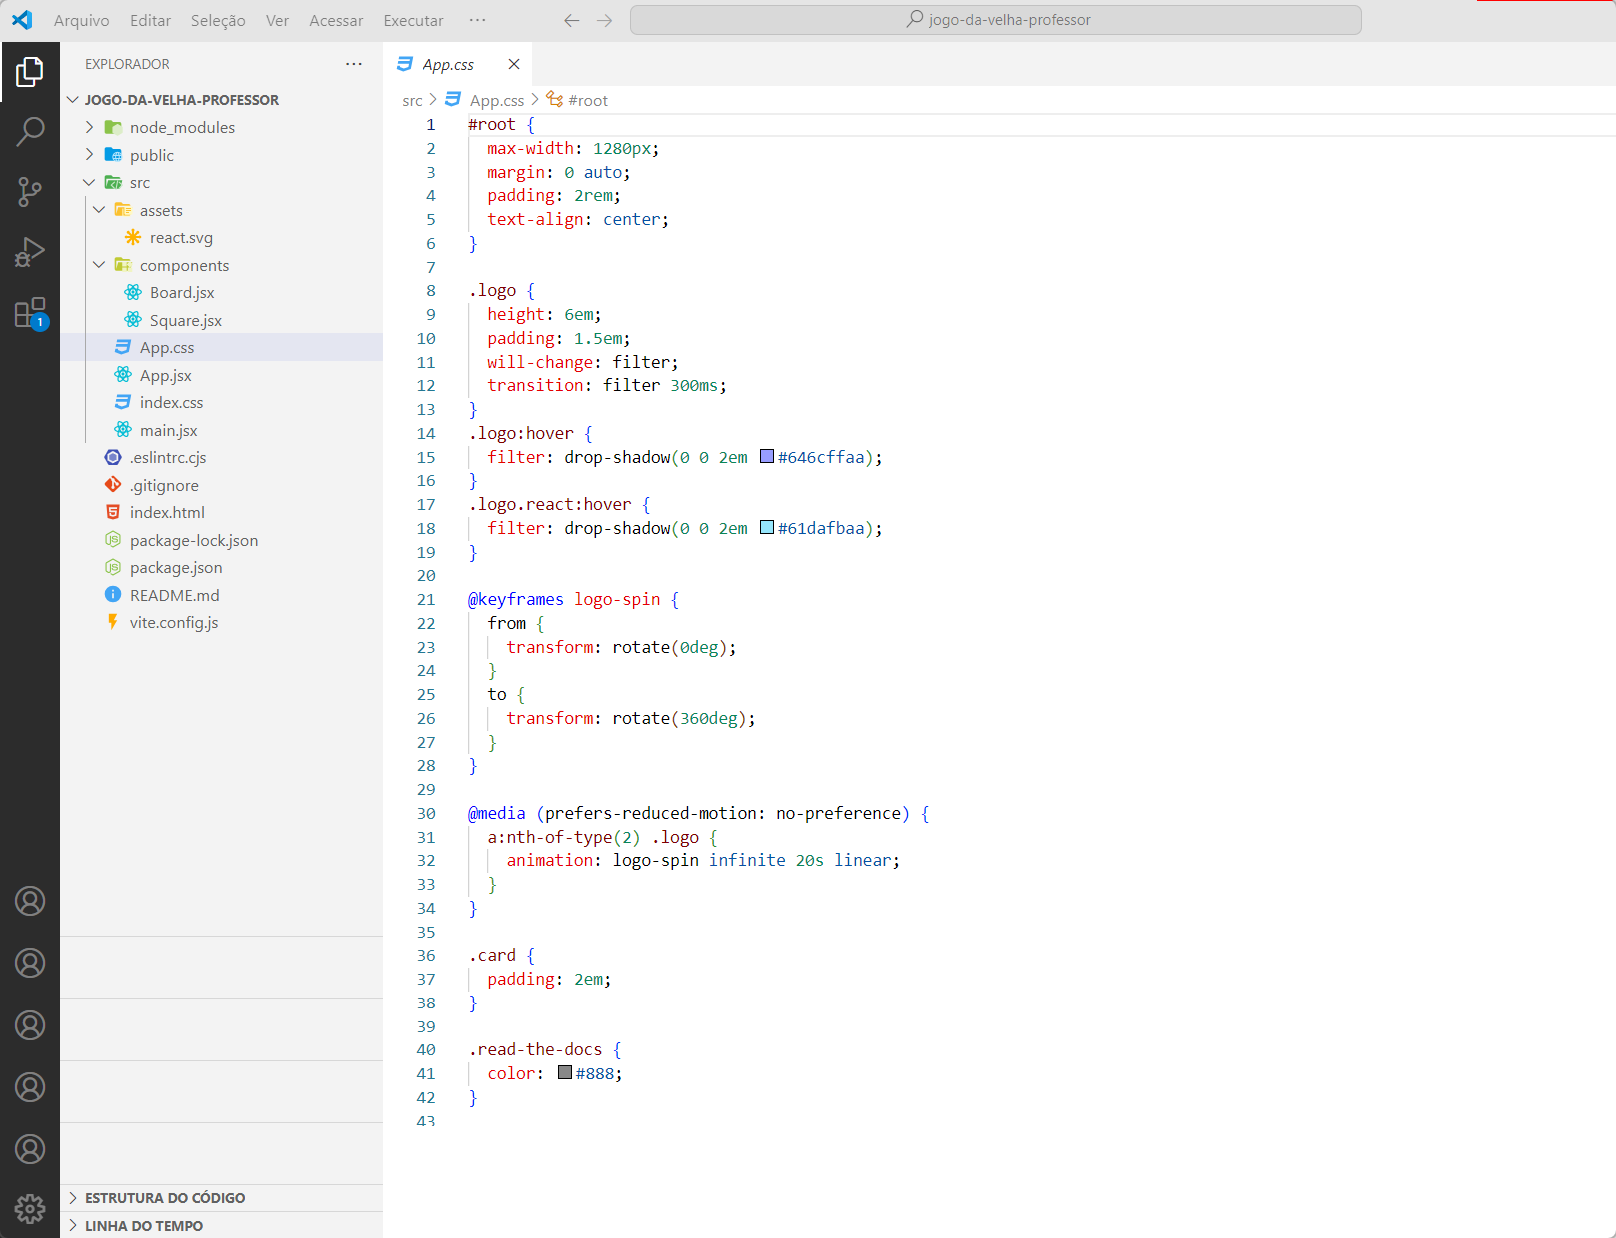 Arquivo Editar Seleção Ver Acessar Executar ··· jogo-da-velha-professor
EXPLORADOR ···
JOGO-DA-VELHA-PROFESSOR
node_modules
public
src
assets
react.svg
components
Board.jsx
Square.jsx
App.css
App.jsx
index.css
main.jsx
.eslintrc.cjs
.gitignore
index.html
package-lock.json
package.json
README.md
vite.config.js
ESTRUTURA DO CÓDIGO
LINHA DO TEMPO
1
App.css
src > App.css > #root
1 #root {
2 max-width: 1280px;
3 margin: 0 auto;
4 padding: 2rem;
5 text-align: center;
6 }
7
8 .logo {
9 height: 6em;
10 padding: 1.5em;
11 will-change: filter;
12 transition: filter 300ms;
13 }
14 .logo:hover {
15 filter: drop-shadow(0 0 2em #646cffaa);
16 }
17 .logo.react:hover {
18 filter: drop-shadow(0 0 2em #61dafbaa);
19 }
20
21 @keyframes logo-spin {
22 from {
23 transform: rotate(0deg);
24 }
25 to {
26 transform: rotate(360deg);
27 }
28 }
29
30 @media (prefers-reduced-motion: no-preference) {
31 a:nth-of-type(2) .logo {
32 animation: logo-spin infinite 20s linear;
33 }
34 }
35
36 .card {
37 padding: 2em;
38 }
39
40 .read-the-docs {
41 color: #888;
42 }
43